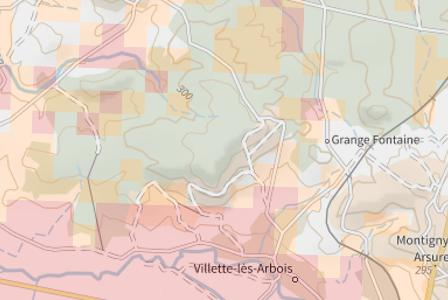 300
Grange Fontaine
Montigny
Arsure
295
Villette-lès-Arbois